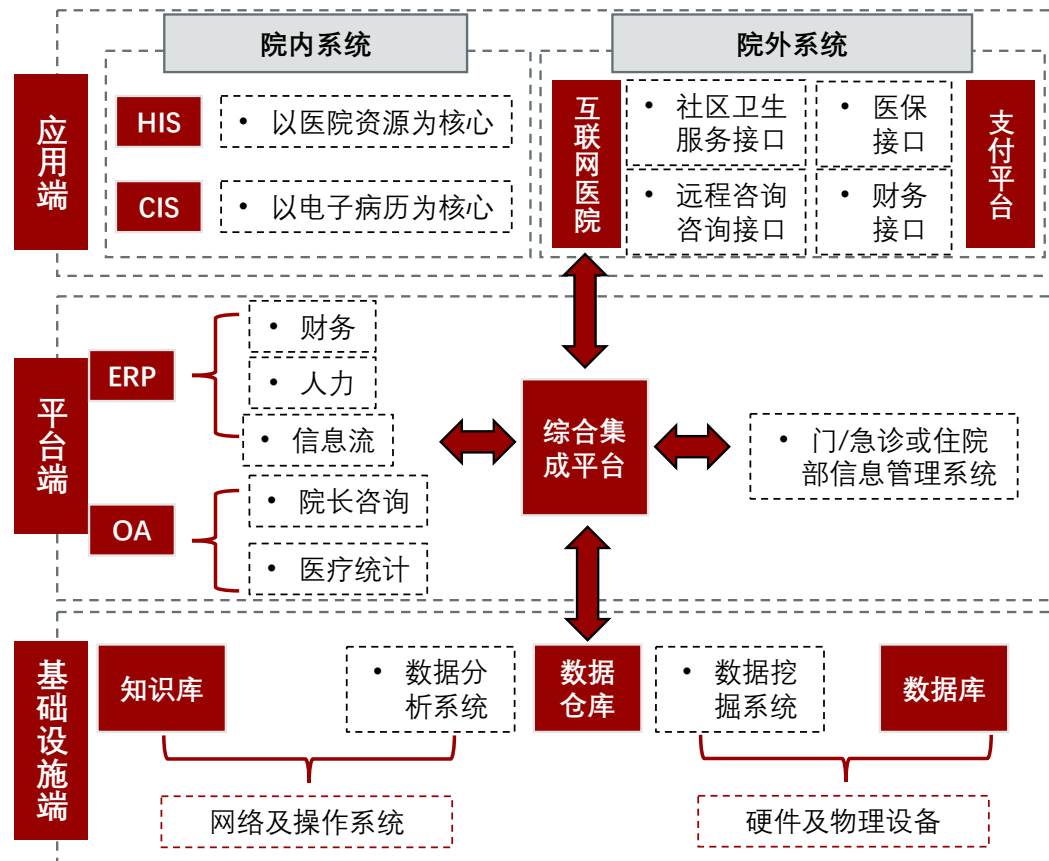 院内系统
院外系统
应用端
HIS
• 以医院资源为核心
CIS
• 以电子病历为核心
互联网医院
• 社区卫生
服务接口
• 医保
接口
• 远程咨询
咨询接口
• 财务
接口
支付平台
平台端
ERP
• 财务
• 人力
• 信息流
OA
• 院长咨询
• 医疗统计
综合集
成平台
• 门/急诊或住院
部信息管理系统
基础设施端
知识库
• 数据分
析系统
数据
仓库
• 数据挖
掘系统
数据库
网络及操作系统
硬件及物理设备